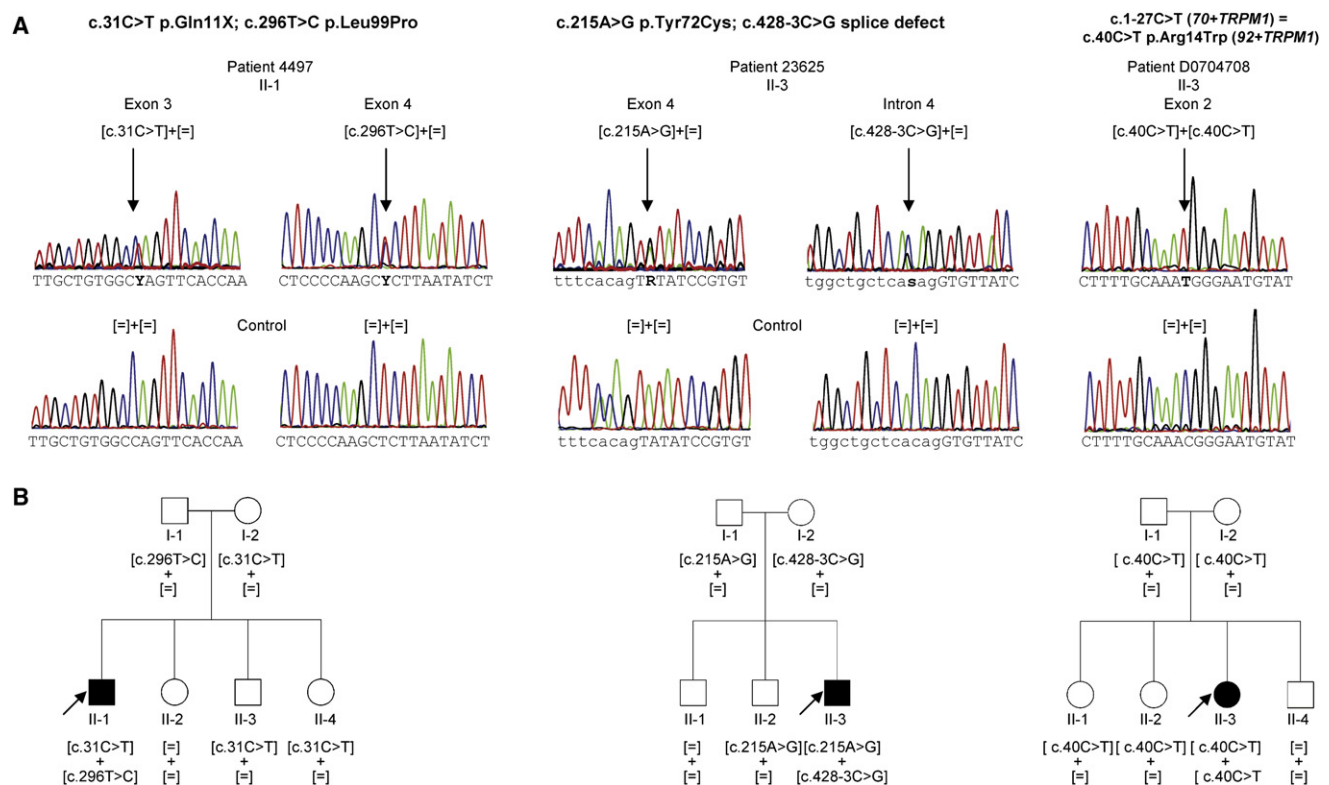 A
c.31C>T p.Gln11X; c.296T>C p.Leu99Pro
c.215A>G p.Tyr72Cys; c.428-3C>G splice defect
c.1-27C>T (70+TRPM1) =
c.40C>T p.Arg14Trp (92+TRPM1)
Patient 4497
II-1
Patient 23625
II-3
Patient D0704708
II-3
Exon 3
Exon 4
Exon 4
Intron 4
Exon 2
[c.31C>T]+[=]
[c.296T>C]+[=]
[c.215A>G]+[=]
[c.428-3C>G]+[=]
[c.40C>T]+[c.40C>T]
TTGCTGTGGCYAGTTCACCAA
CTCCCCAAGCYCTTAATATCT
tttcacagTRTATCCGTGT
tggctgctcasagGTGTTATC
CTTTTGCAAATGGGAATGTAT
[=]+[=]
Control
[=]+[=]
[=]+[=]
Control
[=]+[=]
[=]+[=]
TTGCTGTGGCCAGTTCACCAA
CTCCCCAAGCTCTTAATATCT
tttcacagTATATCCGTGT
tggctgctcacagGTGTTATC
CTTTTGCAAACGGGAATGTAT
B
I-1
I-2
[c.296T>C] [c.31C>T]
+ +
[=] [=]
II-1
II-2
II-3
II-4
[c.31C>T] [=] [c.31C>T] [c.31C>T]
+ + + +
[c.296T>C] [=] [=] [=]
I-1
I-2
[c.215A>G] [c.428-3C>G]
+ +
[=] [=]
II-1
II-2
II-3
[=] [c.215A>G] [c.215A>G]
+ + +
[=] [=] [c.428-3C>G]
I-1
I-2
[ c.40C>T] [ c.40C>T]
+ +
[=] [=]
II-1
II-2
II-3
II-4
[ c.40C>T] [ c.40C>T] [ c.40C>T] [=]
+ + + +
[=] [=] [ c.40C>T [=]